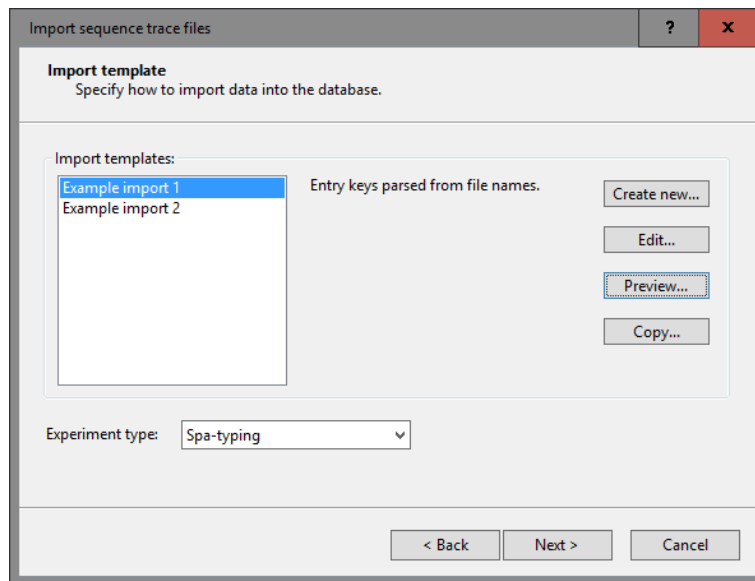 Import sequence trace files
?
x
Import template
Specify how to import data into the database.
Import templates:
Example import 1
Example import 2
Entry keys parsed from file names.
Create new...
Edit...
Preview...
Copy...
Experiment type:
Spa-typing
< Back
Next >
Cancel